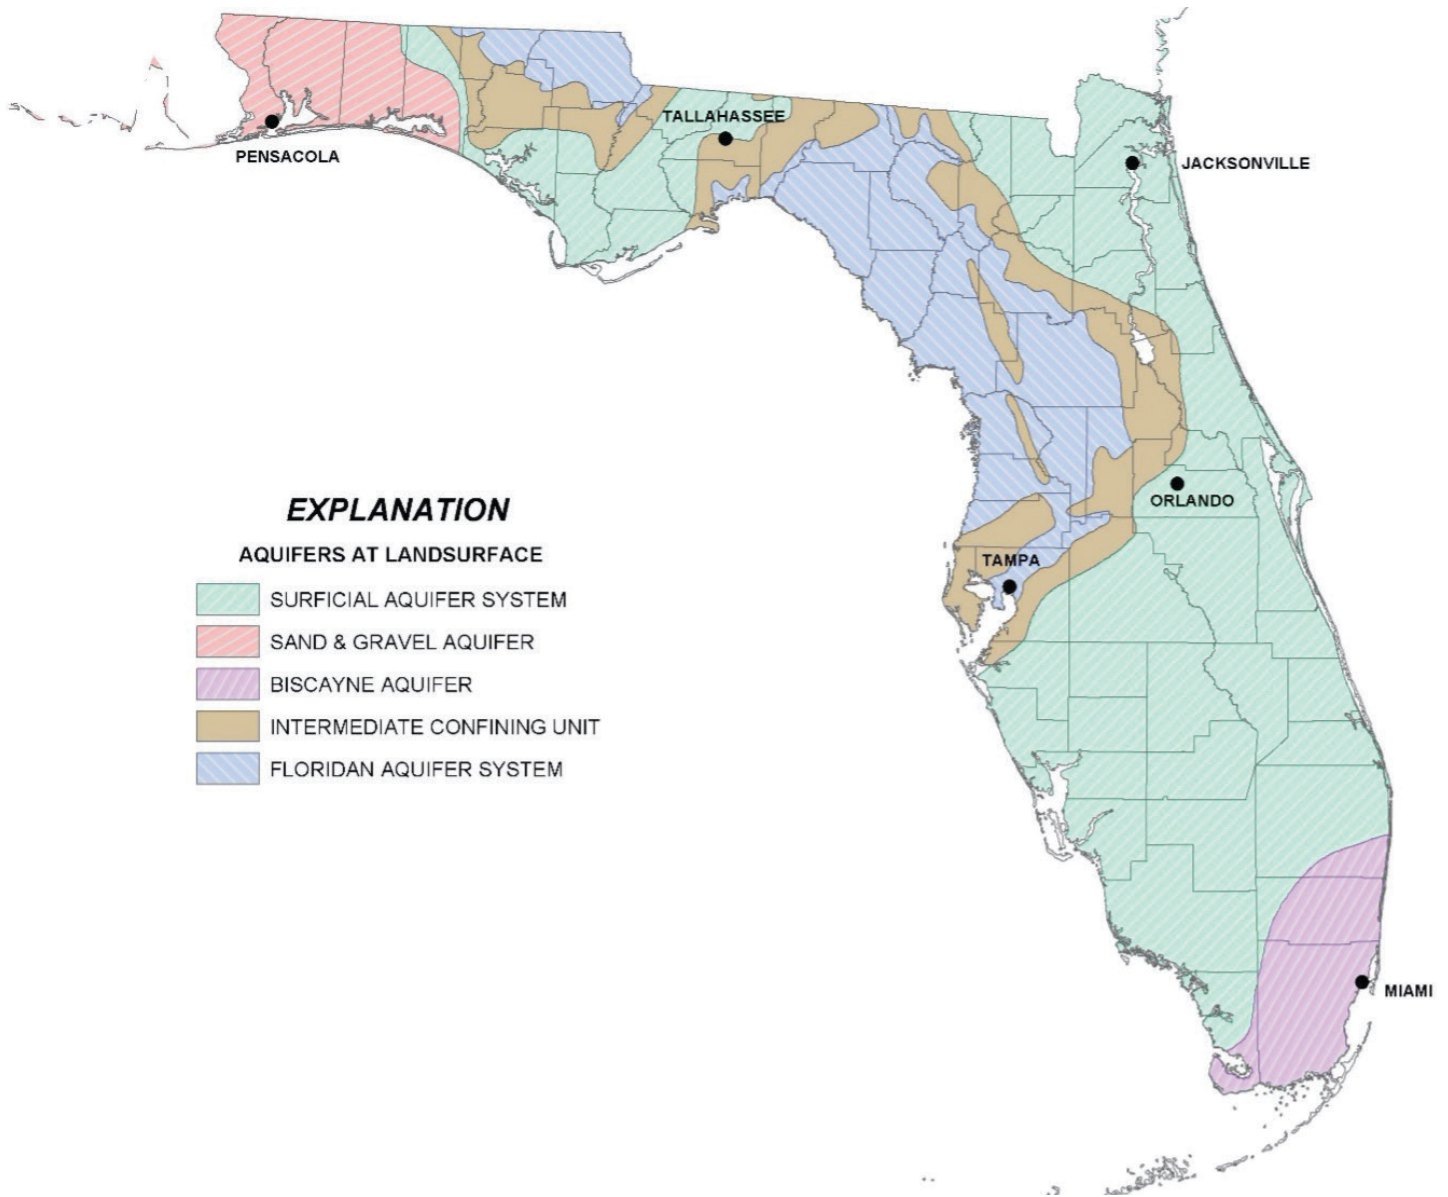 TALLAHASSEE
PENSACOLA
JACKSONVILLE
ORLANDO
EXPLANATION
AQUIFERS AT LANDSURFACE
TAMPA
SURFICIAL AQUIFER SYSTEM
SAND & GRAVEL AQUIFER
BISCAYNE AQUIFER
INTERMEDIATE CONFINING UNIT
FLORIDAN AQUIFER SYSTEM
MIAMI